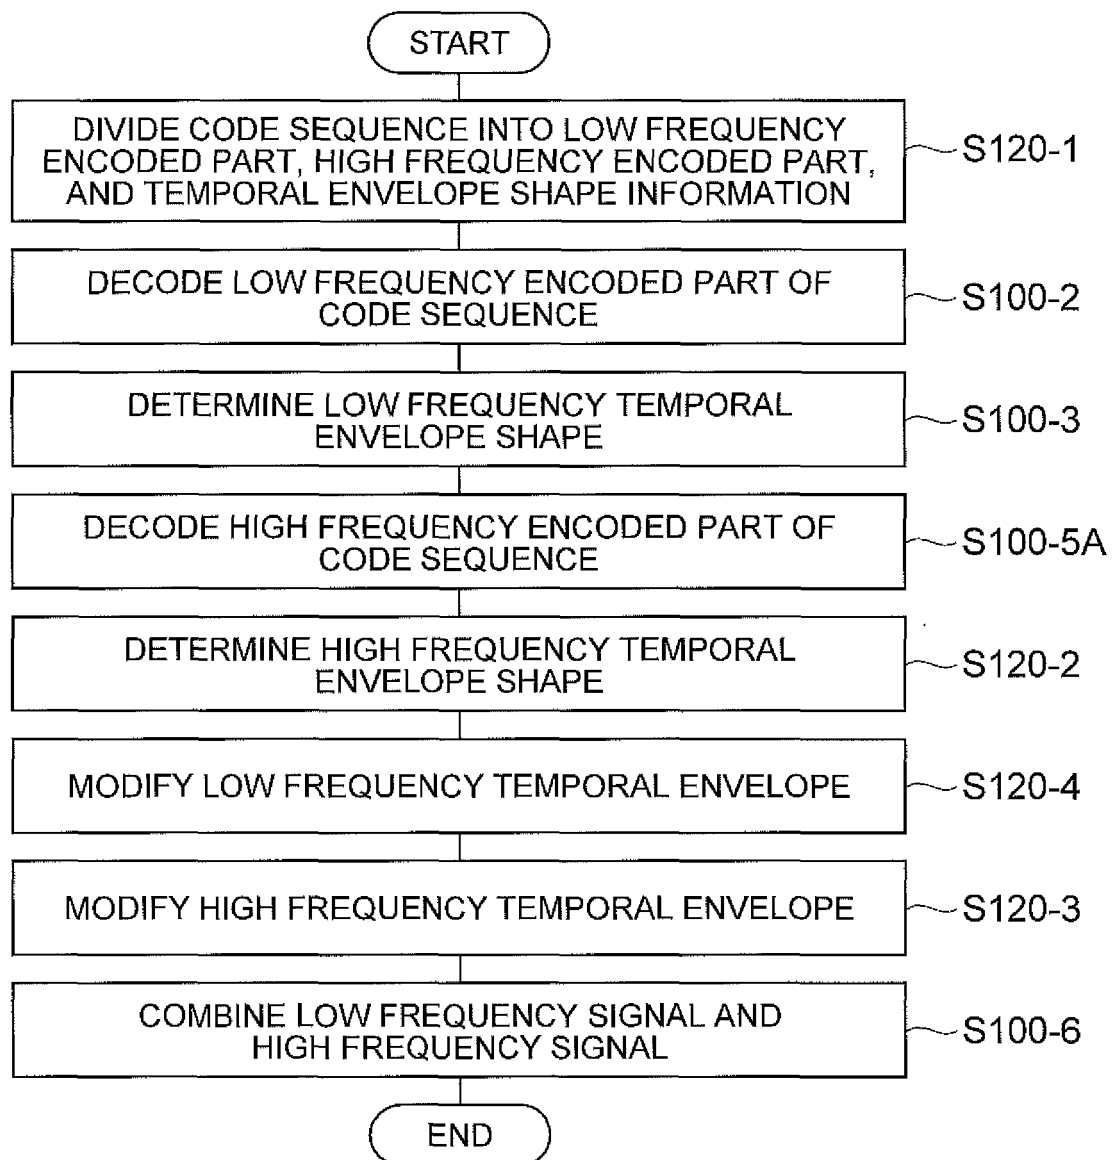 START
DIVIDE CODE SEQUENCE INTO LOW FREQUENCY
ENCODED PART, HIGH FREQUENCY ENCODED PART,
AND TEMPORAL ENVELOPE SHAPE INFORMATION
S120-1
DECODE LOW FREQUENCY ENCODED PART OF
CODE SEQUENCE
S100-2
DETERMINE LOW FREQUENCY TEMPORAL
ENVELOPE SHAPE
S100-3
DECODE HIGH FREQUENCY ENCODED PART OF
CODE SEQUENCE
S100-5A
DETERMINE HIGH FREQUENCY TEMPORAL
ENVELOPE SHAPE
S120-2
MODIFY LOW FREQUENCY TEMPORAL ENVELOPE
S120-4
MODIFY HIGH FREQUENCY TEMPORAL ENVELOPE
S120-3
COMBINE LOW FREQUENCY SIGNAL AND
HIGH FREQUENCY SIGNAL
S100-6
END